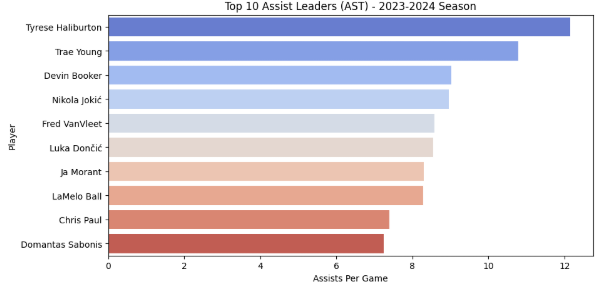 Top 10 Assist Leaders (AST) - 2023-2024 Season
Player
Tyrese Haliburton
Trae Young
Devin Booker
Nikola Jokić
Fred VanVleet
Luka Dončić
Ja Morant
LaMelo Ball
Chris Paul
Domantas Sabonis
0 2 4 6 8 10 12
Assists Per Game